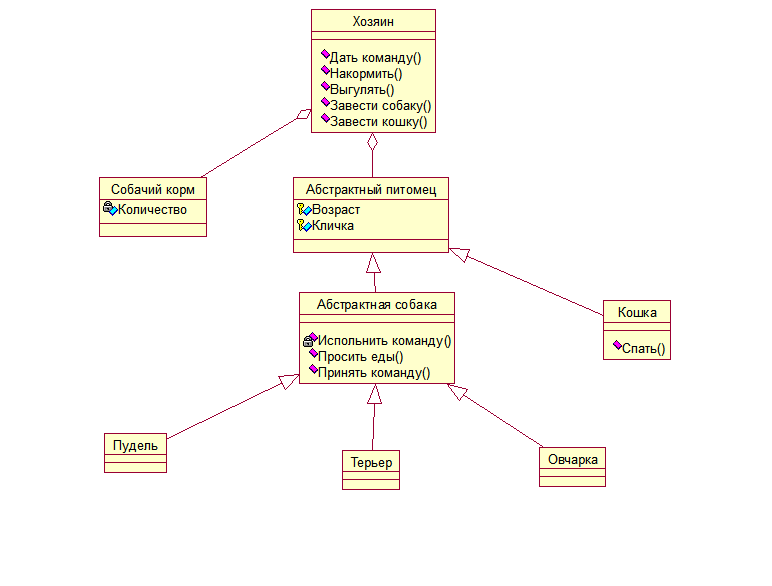 Хозяин
Дать команду()
Накормить()
Выгулять()
Завести собаку()
Завести кошку()
Собачий корм
Количество
Абстрактный питомец
Возраст
Кличка
Абстрактная собака
Испольнить команду()
Просить еды()
Принять команду()
Кошка
Спать()
Пудель
Терьер
Овчарка